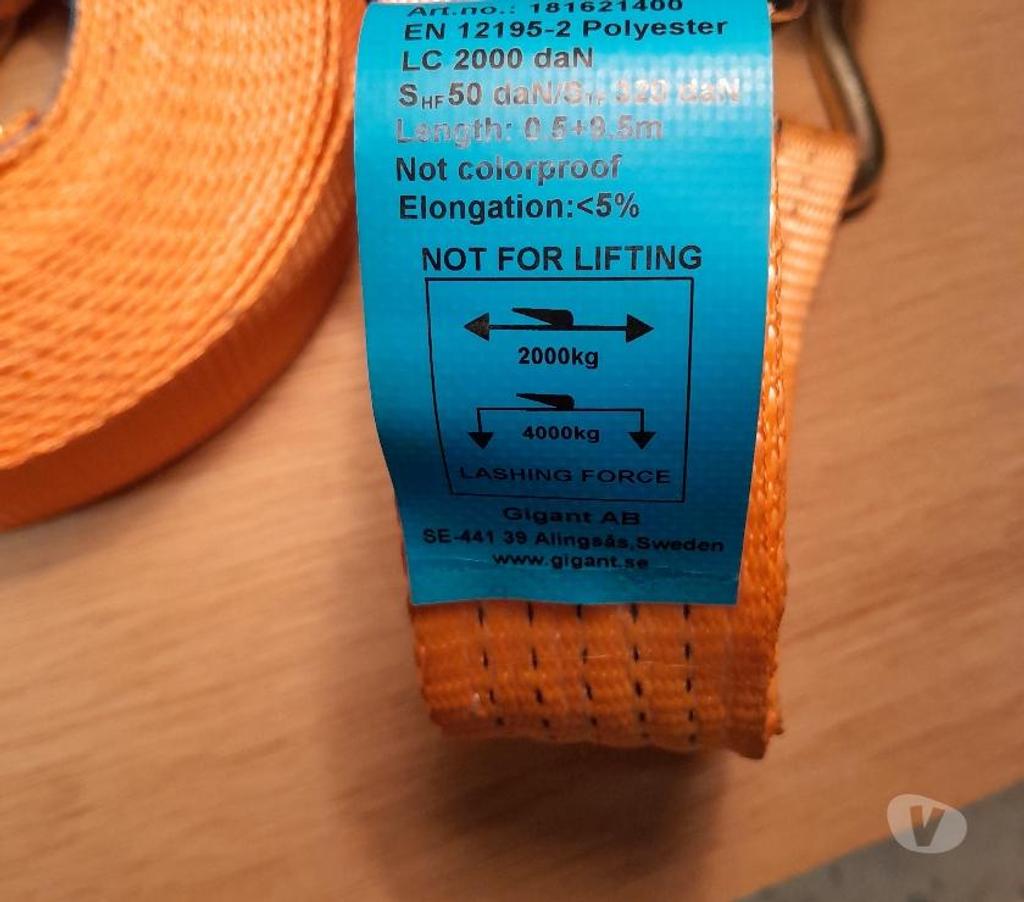 Art.no.: 181621400
EN 12195-2 Polyester
LC 2000 daN
SHF 50 daN/STF 320 daN
Length: 0.5+9.5m
Not colorproof
Elongation:<5%
NOT FOR LIFTING
2000kg
4000kg
LASHING FORCE
Gigant AB
SE-441 39 Alingsås,Sweden
www.gigant.se
V